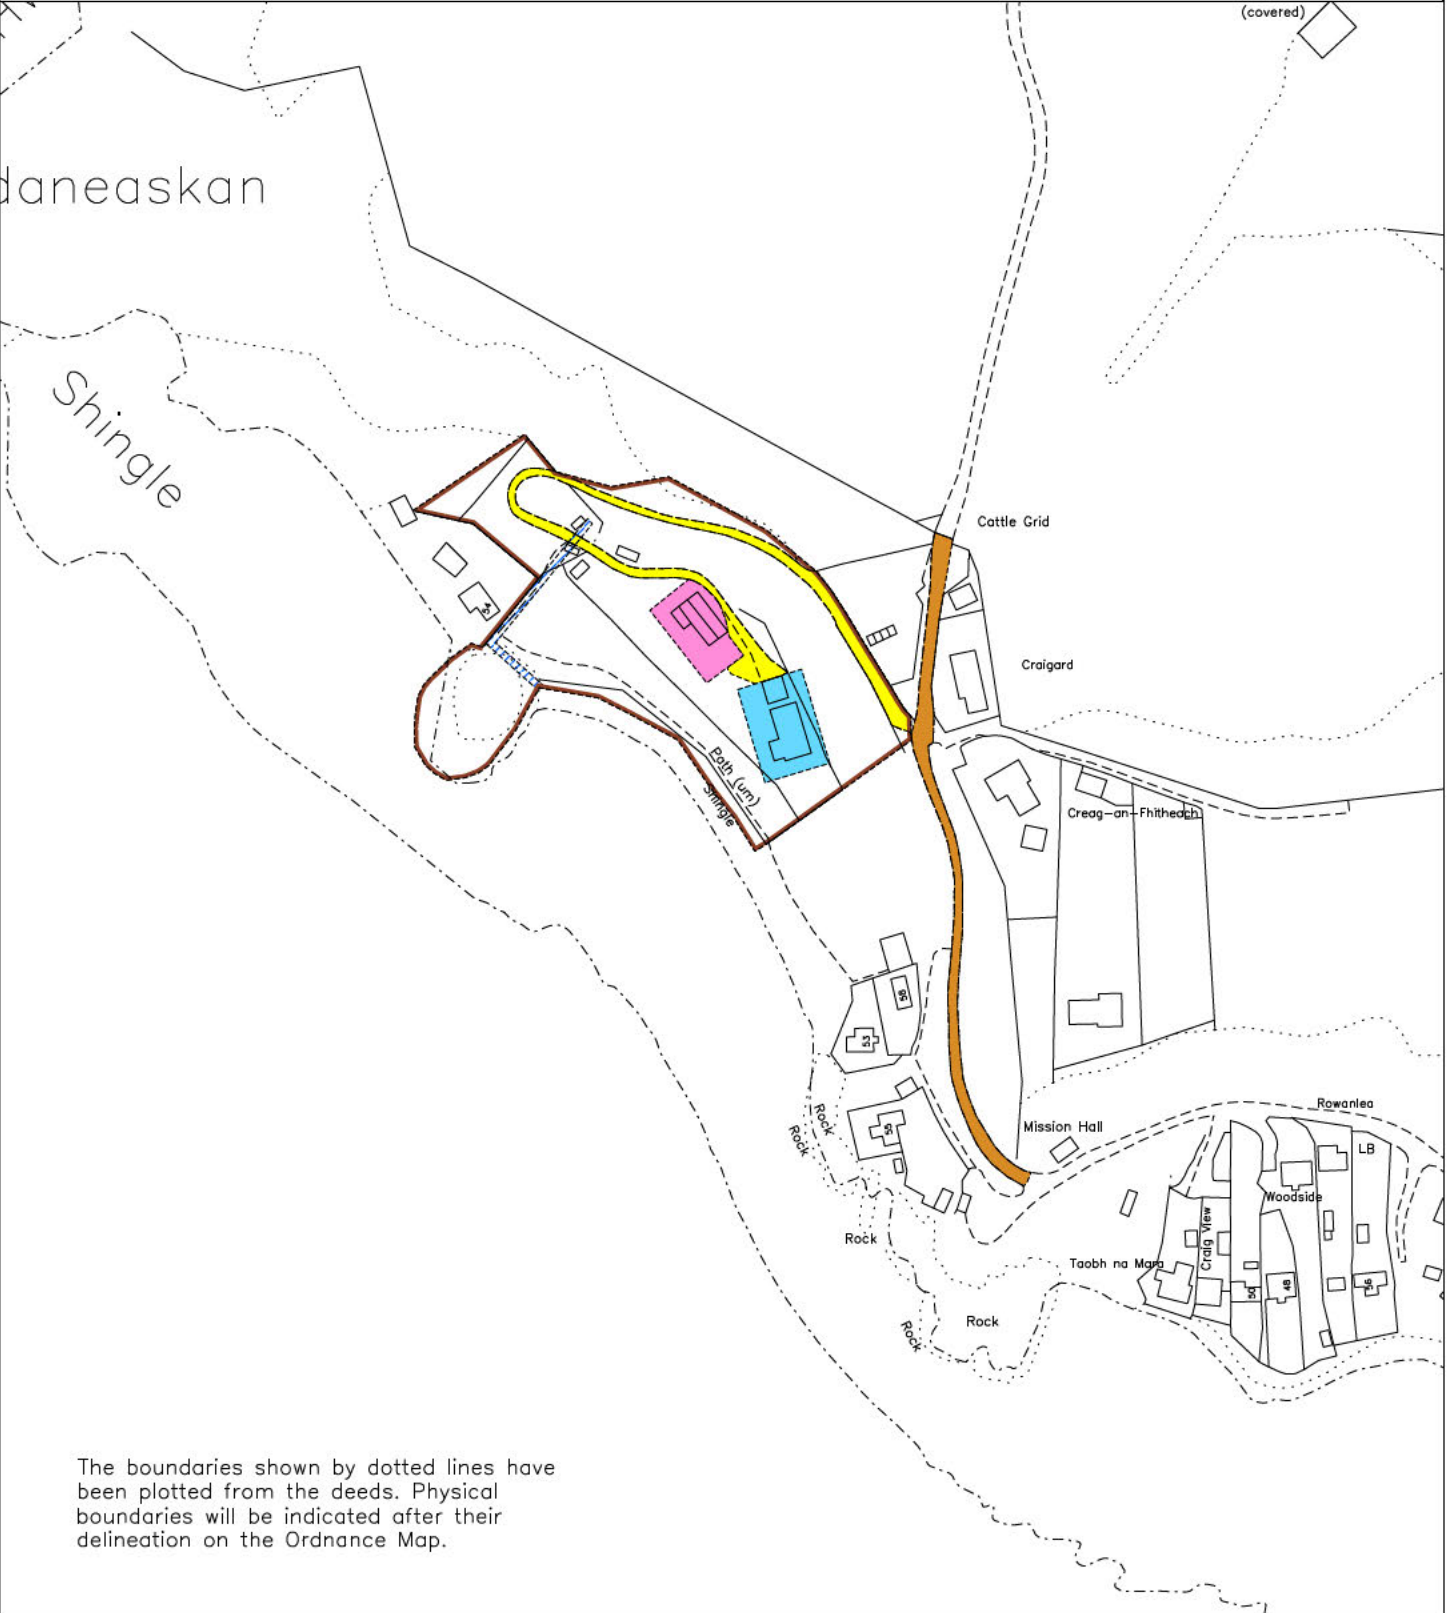 (covered)
daneaskan
Shingle
Cattle Grid
54
Craigard
Path (um)
Shingle
Creag-an-Fhitheach
58
53
Rock
Rock
55
Mission Hall
Rowanlea
LB
Woodside
Craig View
Rock
Taobh na Mara
50
48
56
Rock
Rock
The boundaries shown by dotted lines have
been plotted from the deeds. Physical
boundaries will be indicated after their
delineation on the Ordnance Map.